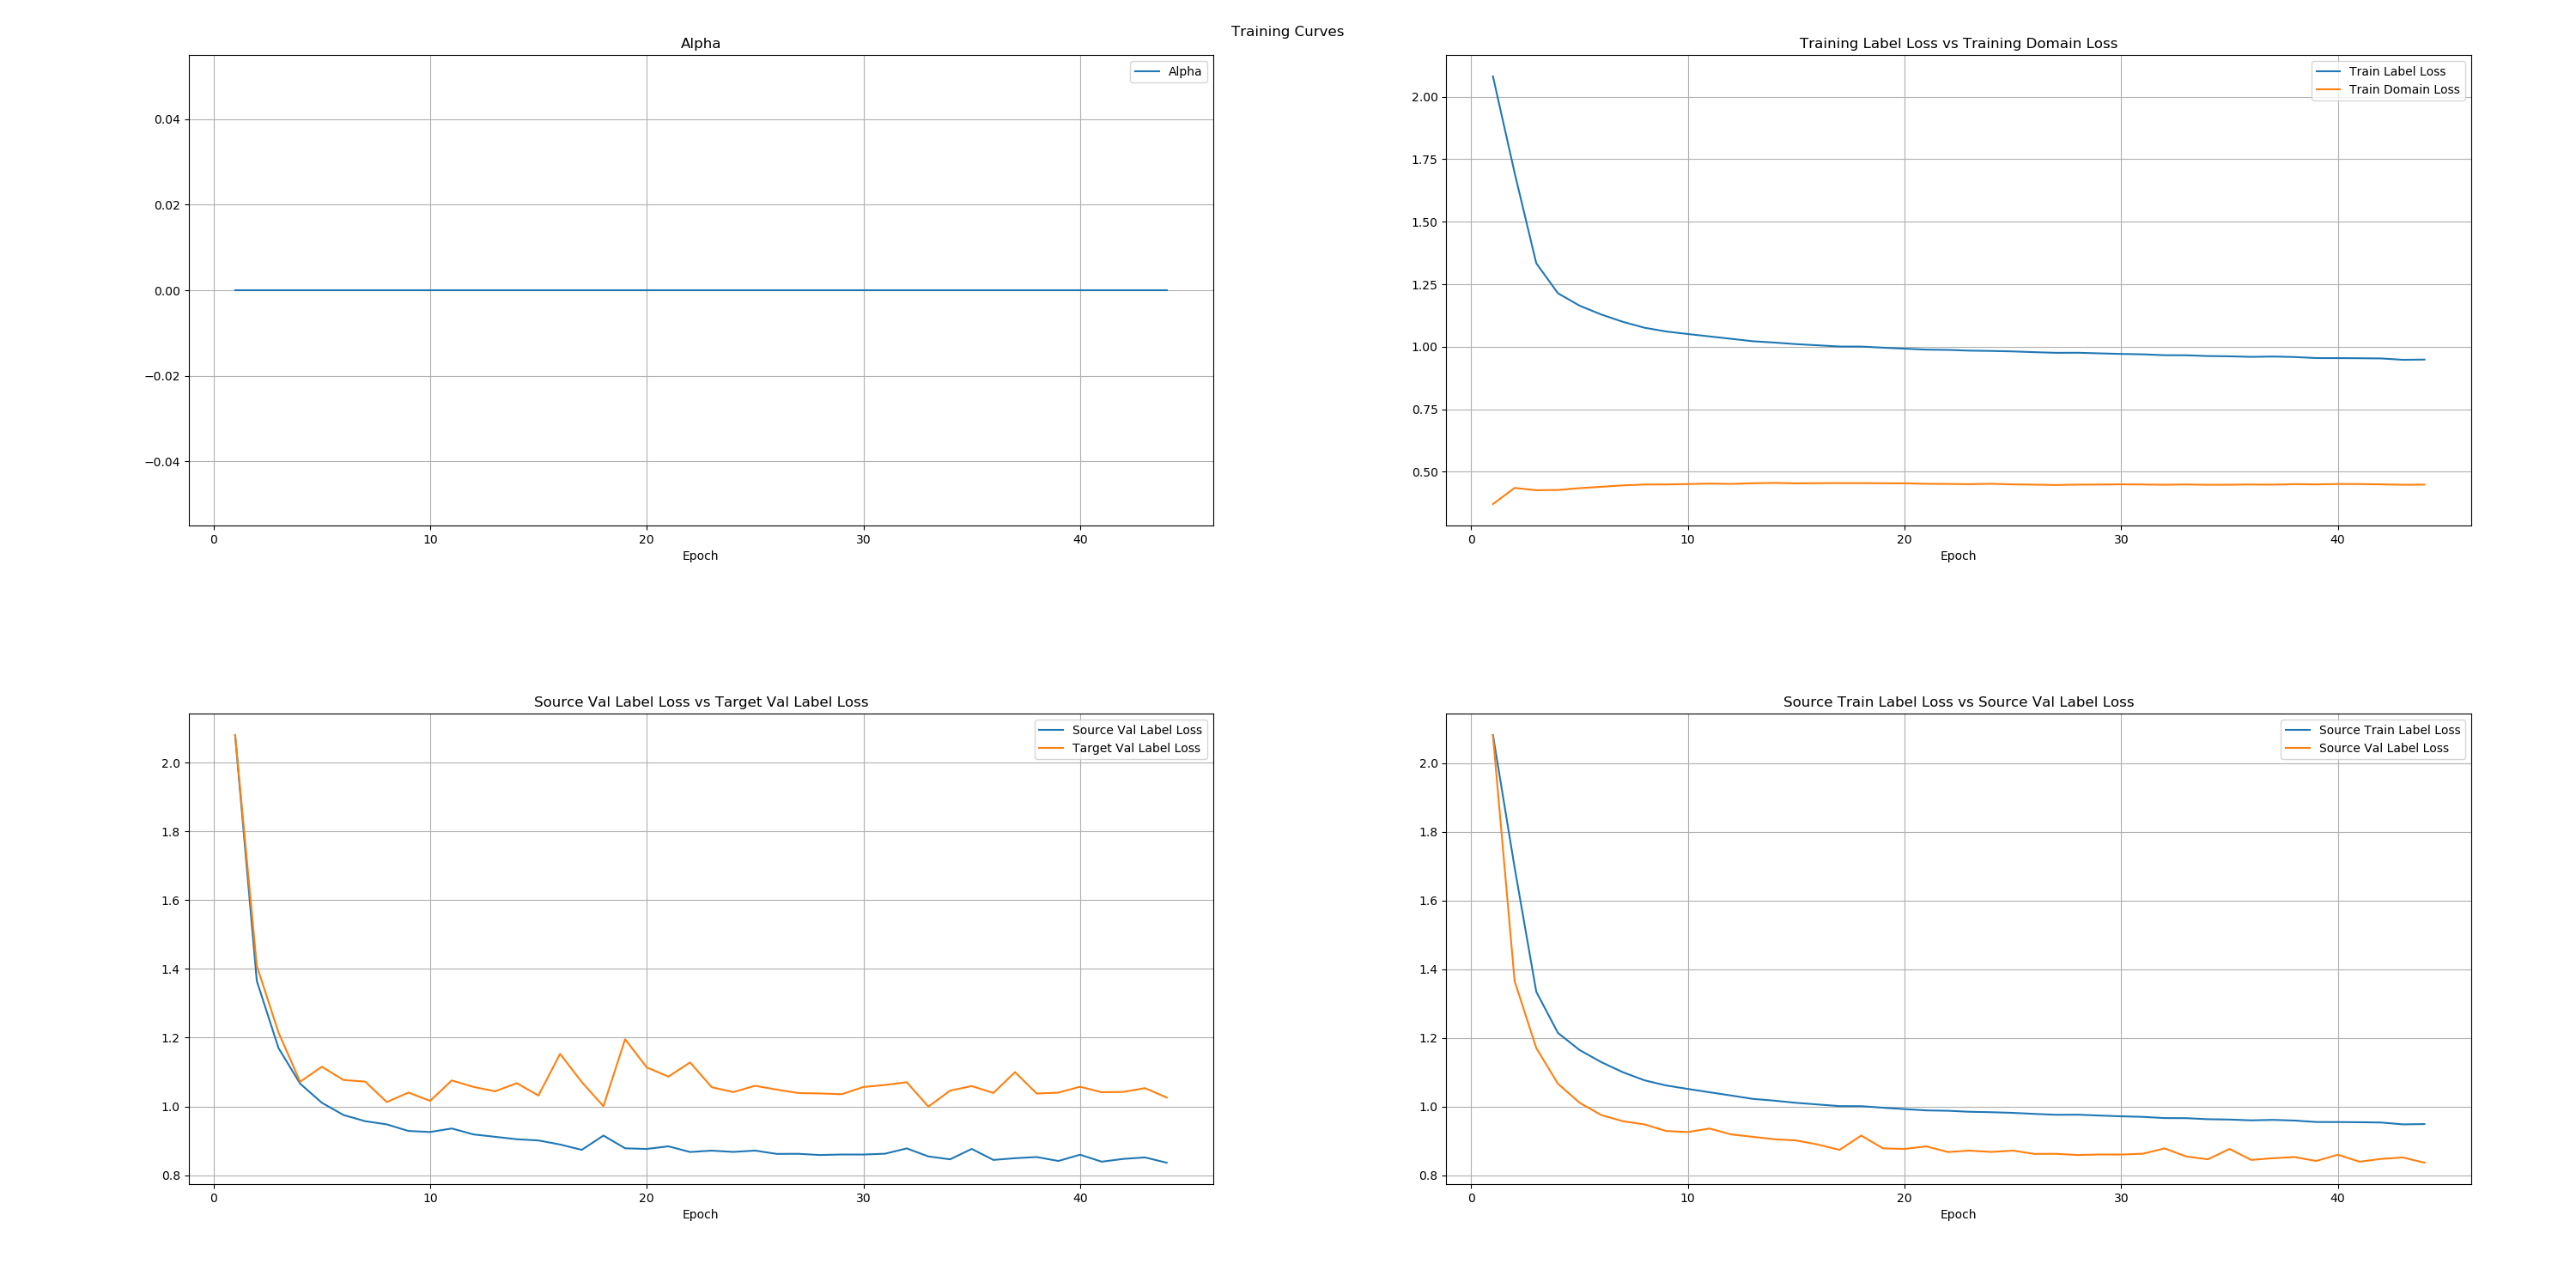 Training Curves
Alpha
Alpha
0.04
0.02
0.00
−0.02
−0.04
0 10 20 30 40
Epoch
Training Label Loss vs Training Domain Loss
Train Label Loss
Train Domain Loss
2.00
1.75
1.50
1.25
1.00
0.75
0.50
0 10 20 30 40
Epoch
Source Val Label Loss vs Target Val Label Loss
Source Val Label Loss
Target Val Label Loss
2.0
1.8
1.6
1.4
1.2
1.0
0.8
0 10 20 30 40
Epoch
Source Train Label Loss vs Source Val Label Loss
Source Train Label Loss
Source Val Label Loss
2.0
1.8
1.6
1.4
1.2
1.0
0.8
0 10 20 30 40
Epoch